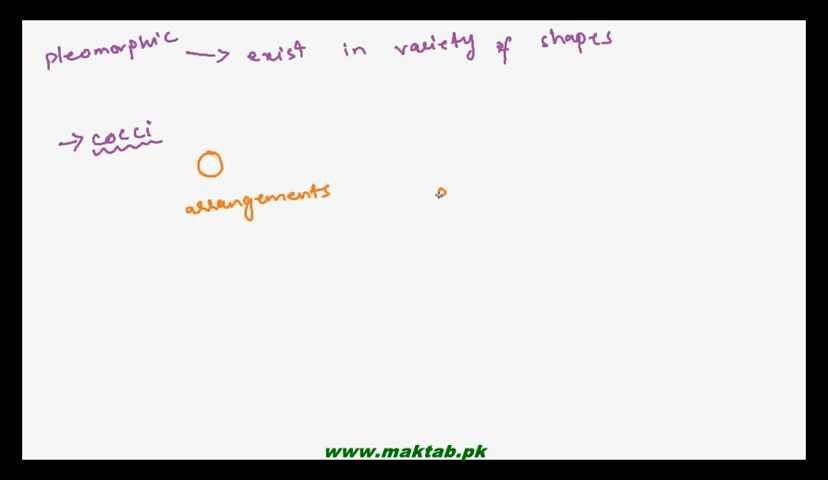 pleomorphic → exist in variety of shapes
→ cocci
arrangements
www.maktab.pk